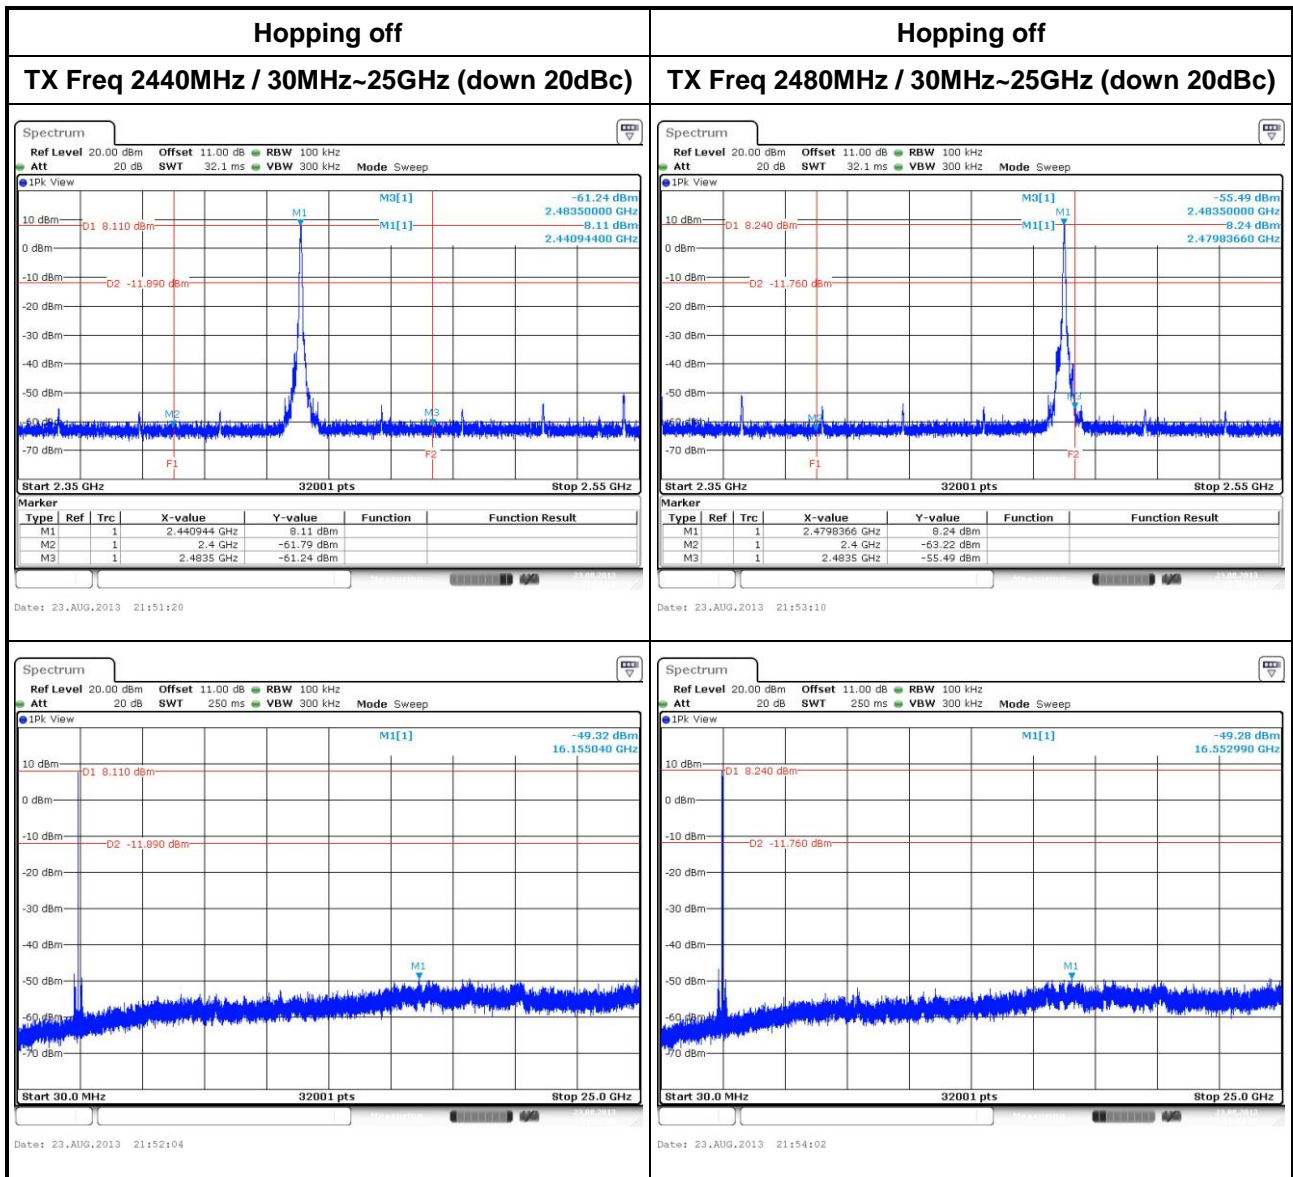 Hopping off
Hopping off
TX Freq 2440MHz / 30MHz~25GHz (down 20dBc)
TX Freq 2480MHz / 30MHz~25GHz (down 20dBc)
Spectrum
Ref Level 20.00 dBm Offset 11.00 dB RBW 100 kHz
Att 20 dB SWT 32.1 ms VBW 300 kHz Mode Sweep
1Pk View
M3[1] -61.24 dBm
2.48350000 GHz
M1
10 dBm
D1 8.110 dBm
M1[1] 8.11 dBm
2.44094400 GHz
0 dBm
-10 dBm
D2 -11.890 dBm
-20 dBm
-30 dBm
-40 dBm
-50 dBm
M2
M3
-60 dBm
-70 dBm
F1
F2
Start 2.35 GHz 32001 pts Stop 2.55 GHz
Marker
Type Ref Trc X-value Y-value Function Function Result
M1 1 2.440944 GHz 8.11 dBm
M2 1 2.4 GHz -61.79 dBm
M3 1 2.4835 GHz -61.24 dBm
Date: 23.AUG.2013 21:51:20
Spectrum
Ref Level 20.00 dBm Offset 11.00 dB RBW 100 kHz
Att 20 dB SWT 32.1 ms VBW 300 kHz Mode Sweep
1Pk View
M3[1] -55.49 dBm
2.48350000 GHz
M1
10 dBm
D1 8.240 dBm
M1[1] 8.24 dBm
2.47983660 GHz
0 dBm
-10 dBm
D2 -11.760 dBm
-20 dBm
-30 dBm
-40 dBm
-50 dBm
M3
M2
-60 dBm
-70 dBm
F1
F2
Start 2.35 GHz 32001 pts Stop 2.55 GHz
Marker
Type Ref Trc X-value Y-value Function Function Result
M1 1 2.4798366 GHz 8.24 dBm
M2 1 2.4 GHz -63.22 dBm
M3 1 2.4835 GHz -55.49 dBm
Date: 23.AUG.2013 21:53:10
Spectrum
Ref Level 20.00 dBm Offset 11.00 dB RBW 100 kHz
Att 20 dB SWT 250 ms VBW 300 kHz Mode Sweep
1Pk View
M1[1] -49.32 dBm
16.155040 GHz
10 dBm
D1 8.110 dBm
0 dBm
-10 dBm
D2 -11.890 dBm
-20 dBm
-30 dBm
-40 dBm
M1
-50 dBm
-60 dBm
-70 dBm
Start 30.0 MHz 32001 pts Stop 25.0 GHz
Date: 23.AUG.2013 21:52:04
Spectrum
Ref Level 20.00 dBm Offset 11.00 dB RBW 100 kHz
Att 20 dB SWT 250 ms VBW 300 kHz Mode Sweep
1Pk View
M1[1] -49.28 dBm
16.552990 GHz
10 dBm
D1 8.240 dBm
0 dBm
-10 dBm
D2 -11.760 dBm
-20 dBm
-30 dBm
-40 dBm
M1
-50 dBm
-60 dBm
-70 dBm
Start 30.0 MHz 32001 pts Stop 25.0 GHz
Date: 23.AUG.2013 21:54:02